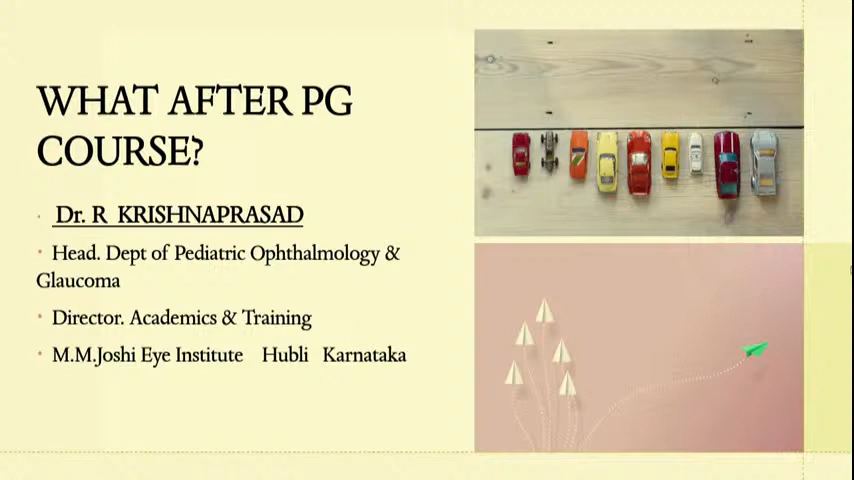 WHAT AFTER PG
COURSE?
Dr. R KRISHNAPRASAD
Head. Dept of Pediatric Ophthalmology &
Glaucoma
Director. Academics & Training
M.M.Joshi Eye Institute Hubli Karnataka